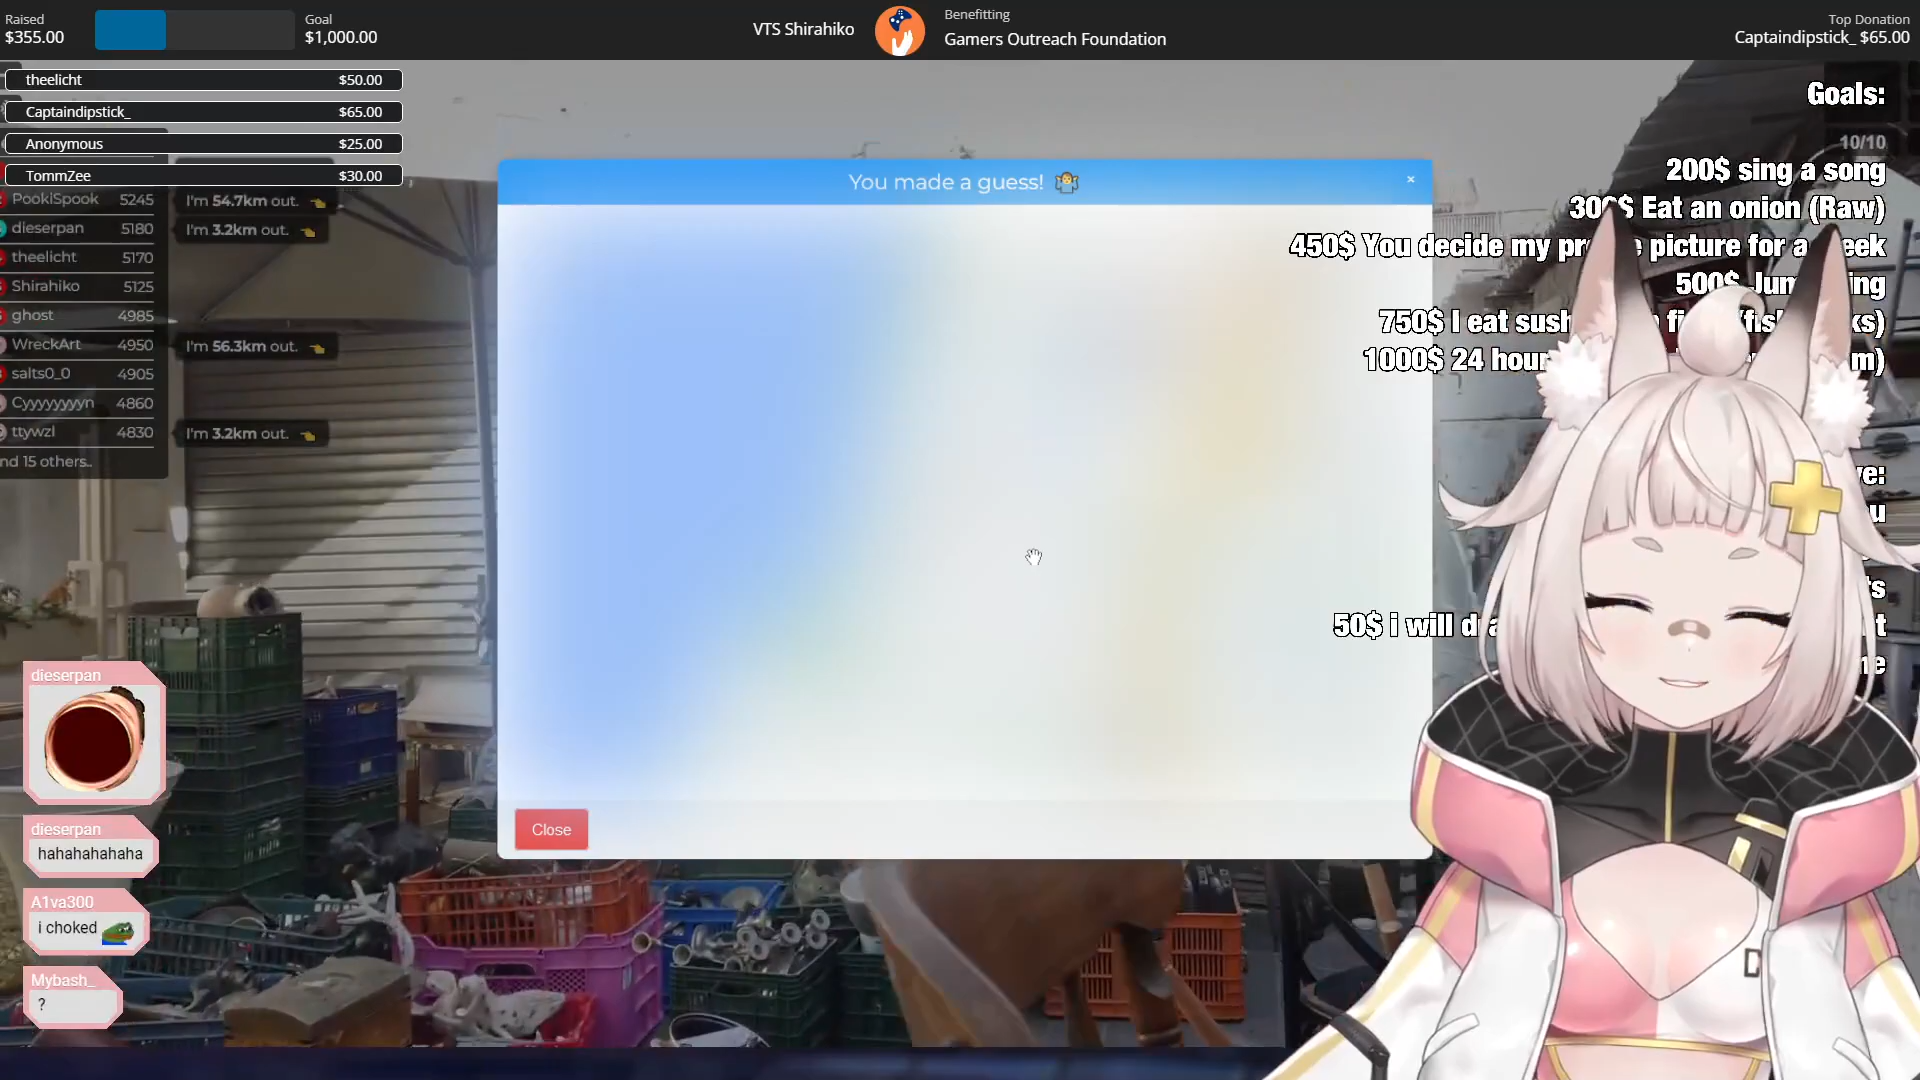 Raised
$355.00
Goal
$1,000.00
VTS Shirahiko
Benefitting
Gamers Outreach Foundation
Top Donation
Captaindipstick_ $65.00
theelicht $50.00
Captaindipstick_ $65.00
Anonymous $25.00
TommZee $30.00
PookiSpook 5245
I'm 54.7km out.
dieserpan 5180
I'm 3.2km out.
theelicht 5170
Shirahiko 5125
ghost 4985
WreckArt 4950
I'm 56.3km out.
salts0_0 4905
Cyyyyyyyn 4860
ttywzl 4830
I'm 3.2km out.
nd 15 others..
You made a guess!
×
Close
Goals:
10/10
200$ sing a song
300$ Eat an onion (Raw)
450$ You decide my pr e picture for a eek
500$ Jum ing
750$ I eat sush
1000$ 24 hour m)
ve:
50$ i will dra
dieserpan
dieserpan
hahahahahaha
A1va300
i choked
Mybash_
?